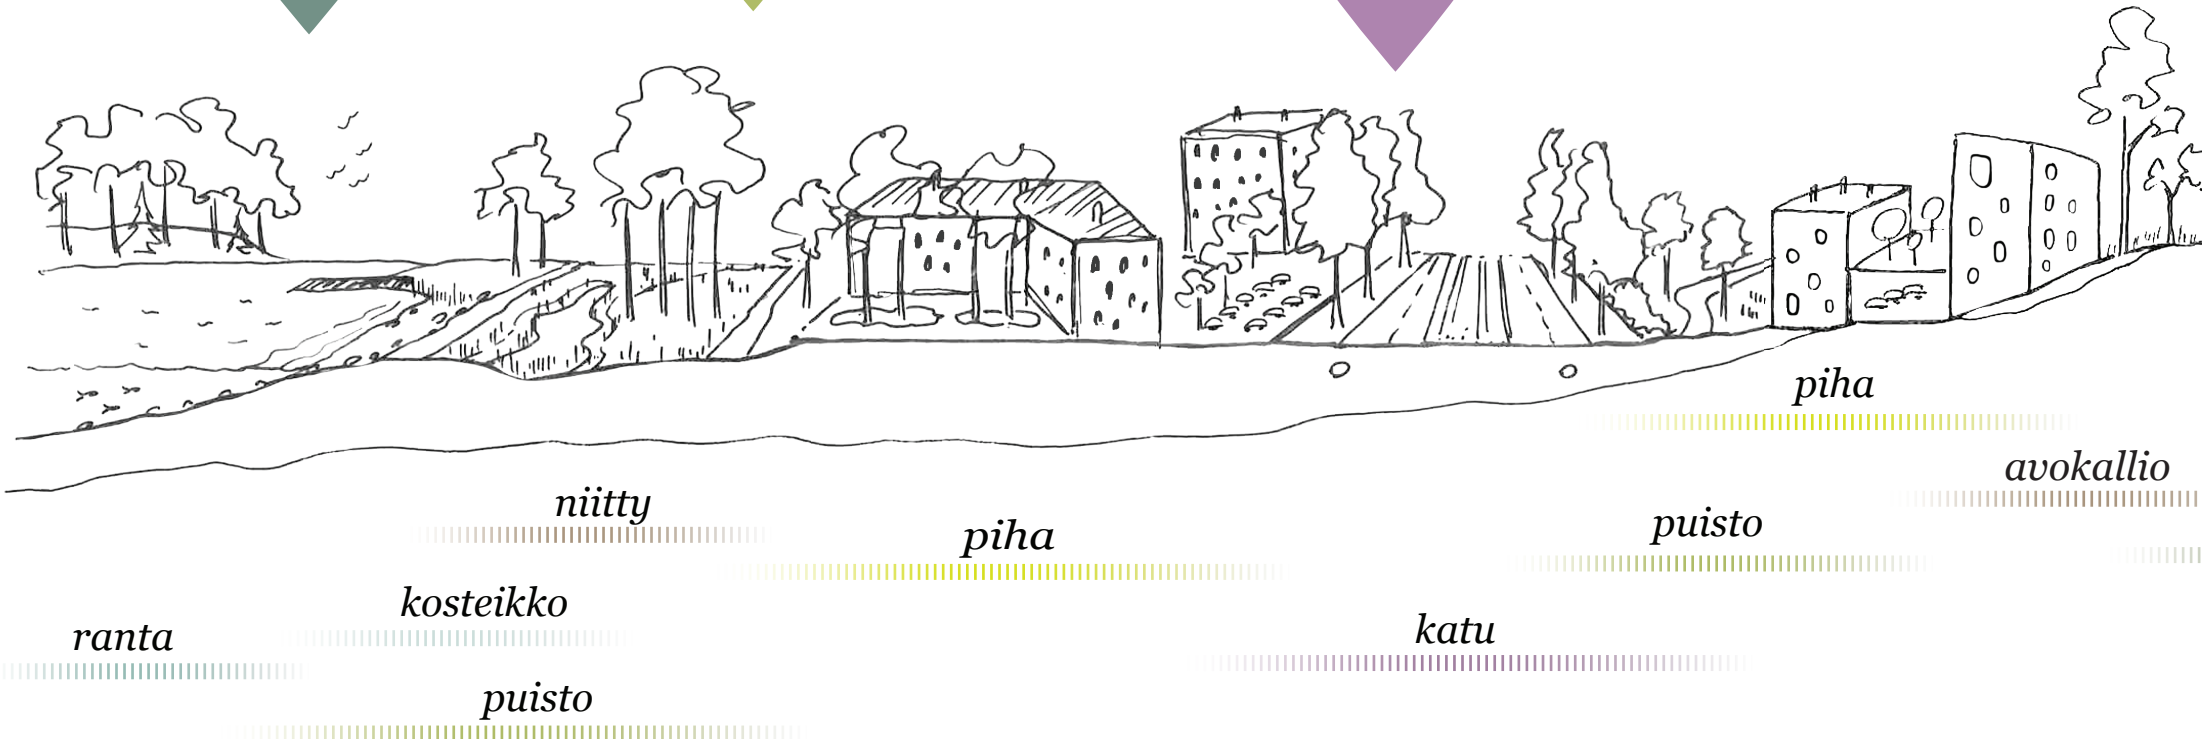 piha
avokallio
niitty
puisto
piha
kosteikko
ranta
katu
puisto